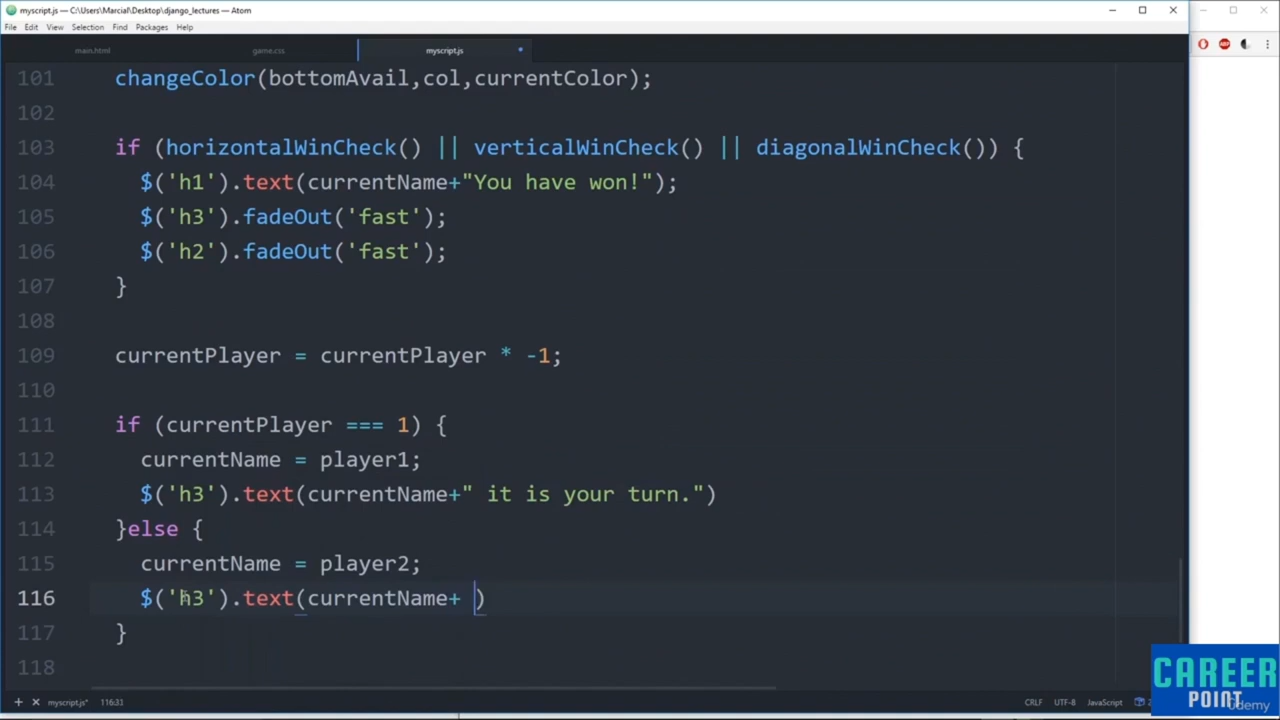 myscript.js — C:\Users\Marcial\Desktop\django_lectures — Atom
File Edit View Selection Find Packages Help
main.html game.css myscript.js
101 changeColor(bottomAvail,col,currentColor);
102
103 if (horizontalWinCheck() || verticalWinCheck() || diagonalWinCheck()) {
104 $('h1').text(currentName+"You have won!");
105 $('h3').fadeOut('fast');
106 $('h2').fadeOut('fast');
107 }
108
109 currentPlayer = currentPlayer * -1;
110
111 if (currentPlayer === 1) {
112 currentName = player1;
113 $('h3').text(currentName+" it is your turn.")
114 }else {
115 currentName = player2;
116 $('h3').text(currentName+ )
117 }
118
CAREER
POINT
udemy
myscript.js* 116:31 CRLF UTF-8 JavaScript
ABP